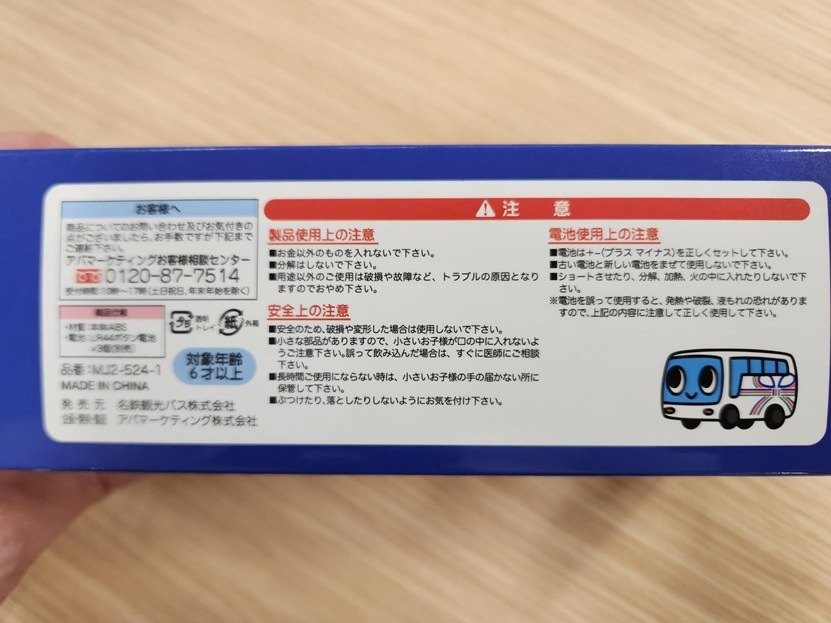 お客様へ
商品についてのお問い合わせ及びお気付きの
点がございましたら、お手数ですが下記まで
ご連絡下さい。
アパマーケティングお客様相談センター
0120-87-7514
受付時間:10時〜17時(土日祝日、年末年始を除く)
商品仕様
・材質:本体ABS
・電池:LR44ボタン電池
×3個(別売)
プラ
透明
トレイ
紙
外箱
品番:MJ2-524-1
MADE IN CHINA
対象年齢
6才以上
発売元 名鉄観光バス株式会社
アパマーケティング株式会社
注意
製品使用上の注意
■お金以外のものを入れないで下さい。
■分解はしないで下さい。
■用途以外のご使用は破損や故障など、トラブルの原因となり
ますのでおやめ下さい。
安全上の注意
■安全のため、破損や変形した場合は使用しないで下さい。
■小さな部品がありますので、小さいお子様が口の中に入れないよ
うご注意下さい。誤って飲み込んだ場合は、すぐに医師にご相談
下さい。
■長時間ご使用にならない時は、小さいお子様の手の届かない所に
保管して下さい。
■ぶつけたり、落としたりしないようにお気を付け下さい。
電池使用上の注意
■電池は+-(プラス マイナス)を正しくセットして下さい。
■古い電池と新しい電池をまぜて使用しないで下さい。
■ショートさせたり、分解、加熱、火の中に入れたりしないで下
さい。
※電池を誤って使用すると、発熱や破裂、液もれの恐れがありま
すので、上記の内容に注意して正しく使用して下さい。